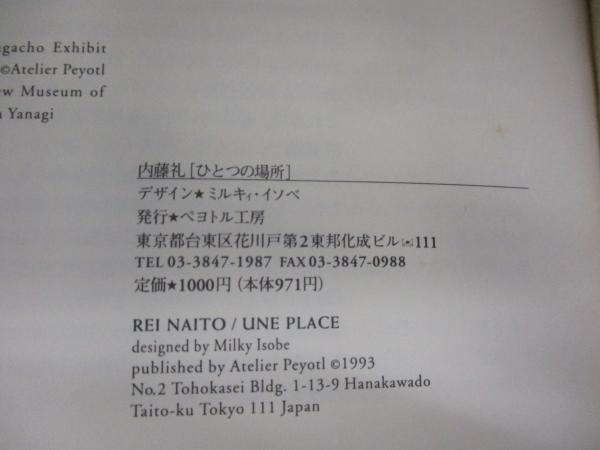 gacho Exhibit
©Atelier Peyotl
w Museum of
Yanagi
内藤礼［ひとつの場所］
デザイン★ミルキィ・イソベ
発行★ペヨトル工房
東京都台東区花川戸第2東邦化成ビル✉111
TEL 03-3847-1987 FAX 03-3847-0988
定価★1000円（本体971円）
REI NAITO / UNE PLACE
designed by Milky Isobe
published by Atelier Peyotl ©1993
No.2 Tohokasei Bldg. 1-13-9 Hanakawado
Taito-ku Tokyo 111 Japan